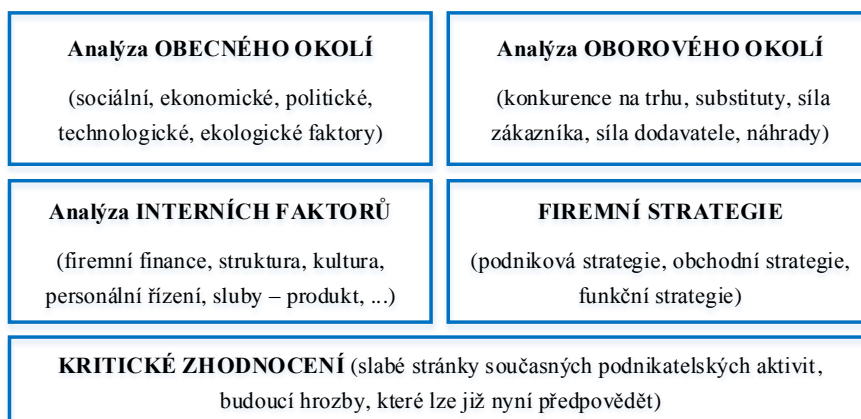 Analýza OBECNÉHO OKOLÍ
(sociální, ekonomické, politické,
technologické, ekologické faktory)
Analýza OBOROVÉHO OKOLÍ
(konkurence na trhu, substituty, síla
zákazníka, síla dodavatele, náhrady)
Analýza INTERNÍCH FAKTORŮ
(firemní finance, struktura, kultura,
personální řízení, sluby – produkt, ...)
FIREMNÍ STRATEGIE
(podniková strategie, obchodní strategie,
funkční strategie)
KRITICKÉ ZHODNOCENÍ (slabé stránky současných podnikatelských aktivit,
budoucí hrozby, které lze již nyní předpovědět)